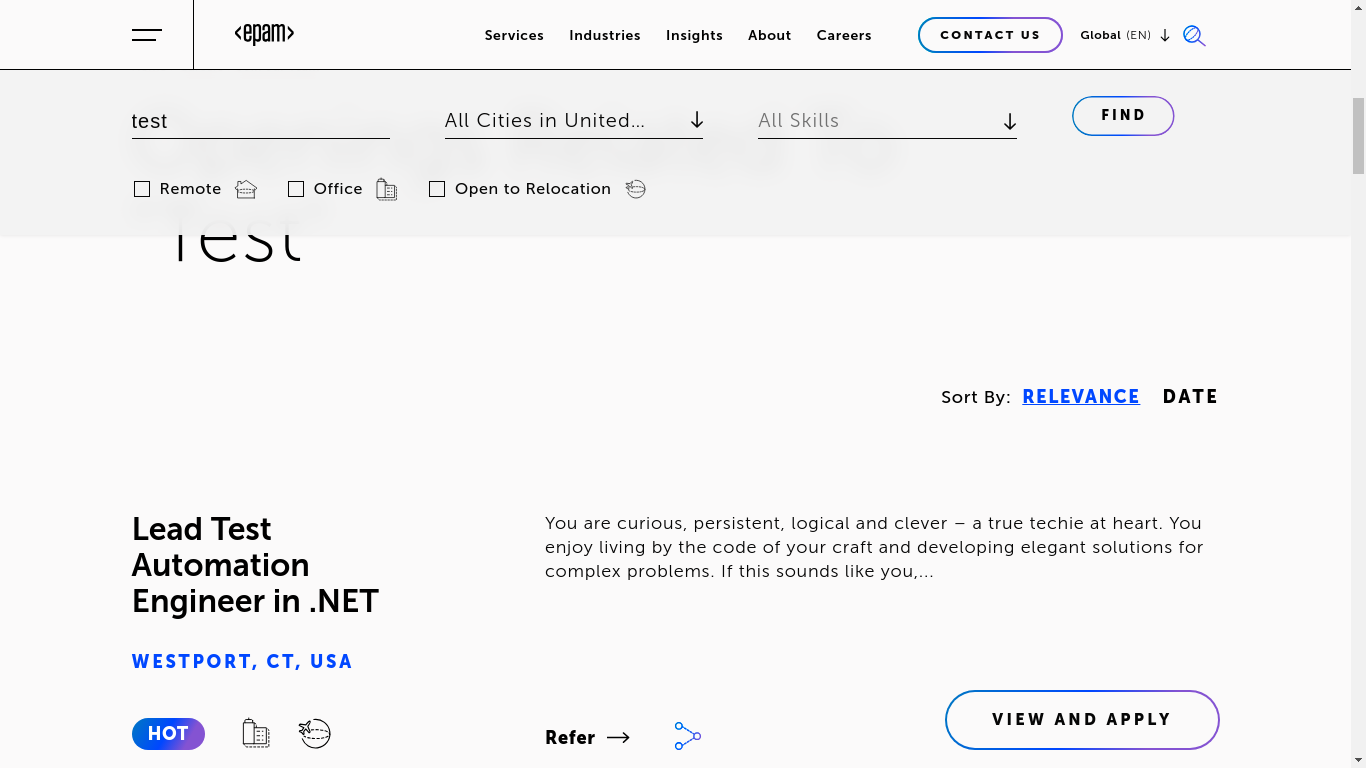 <epam>
Services Industries Insights About Careers CONTACT US Global (EN)
test All Cities in United... All Skills FIND
Remote Office Open to Relocation
Test
Sort By: RELEVANCE DATE
Lead Test
Automation
Engineer in .NET
You are curious, persistent, logical and clever – a true techie at heart. You
enjoy living by the code of your craft and developing elegant solutions for
complex problems. If this sounds like you,...
WESTPORT, CT, USA
HOT
Refer
VIEW AND APPLY